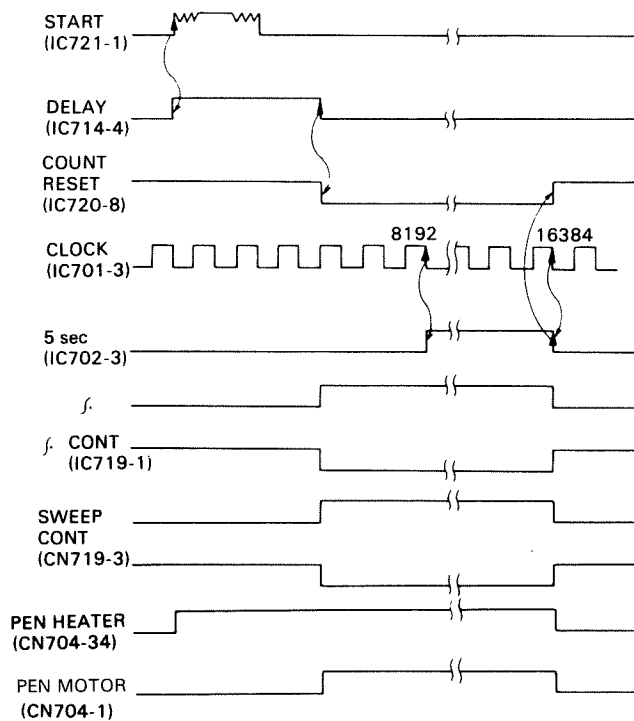 START
(IC721-1)
DELAY
(IC714-4)
COUNT
RESET
(IC720-8)
8192
16384
CLOCK
(IC701-3)
5 sec
(IC702-3)
∫.
∫. CONT
(IC719-1)
SWEEP
CONT
(CN719-3)
PEN HEATER
(CN704-34)
PEN MOTOR
(CN704-1)